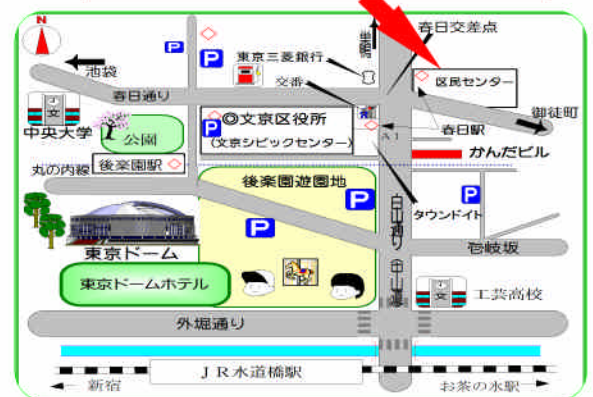 N
春日交差点
P
東京三菱銀行
池袋
P
区民センター
交番
春日通り
御徒町
◎文京区役所
P
(文京シビックセンター)
春日駅
中央大学
公園
A1
かんだビル
丸の内線
後楽園駅
後楽園遊園地
P
P
白山通り
タウンドイト
P
壱岐坂
東京ドーム
東京ドームホテル
工芸高校
外堀通り
JR水道橋駅
新宿
お茶の水駅